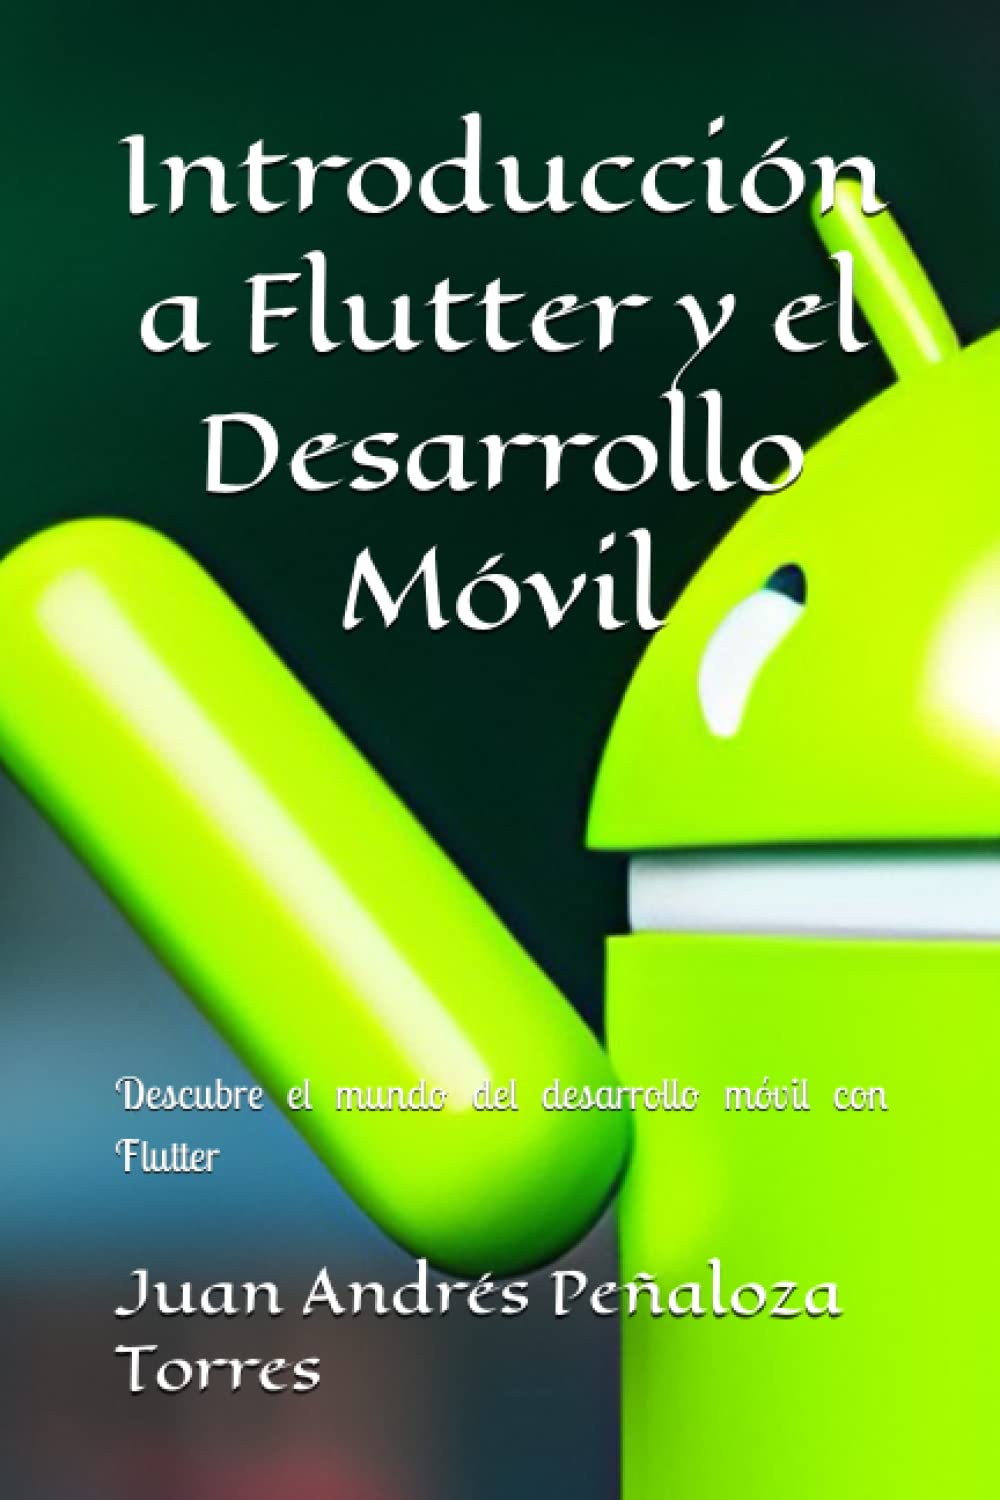 Introducción
a Flutter y el
Desarrollo
Móvil
Descubre el mundo del desarrollo móvil con
Flutter
Juan Andrés Peñaloza
Torres